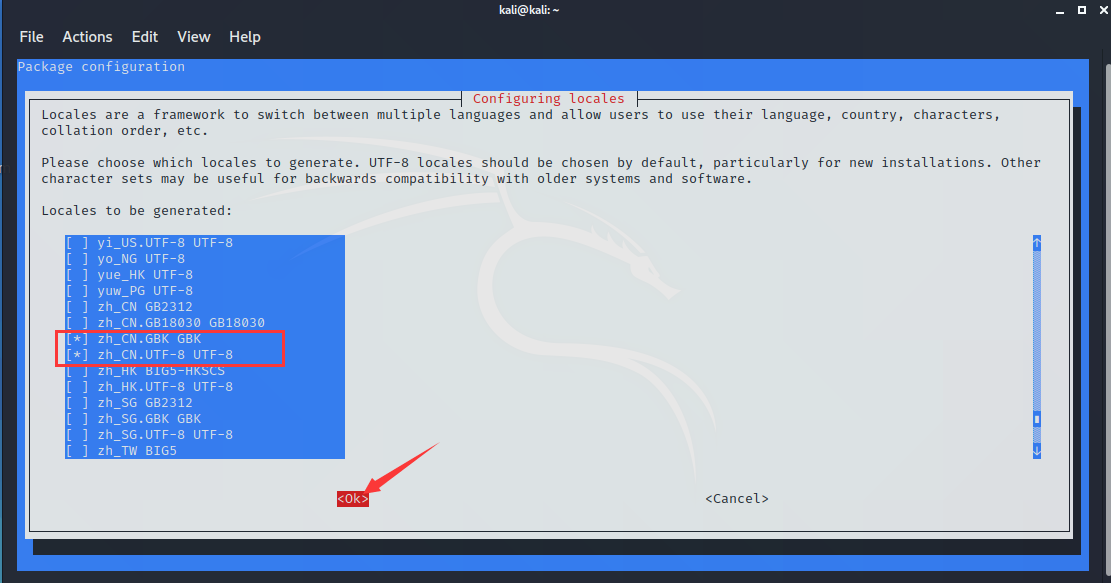 kali@kali: ~
File Actions Edit View Help
Package configuration
Configuring locales
Locales are a framework to switch between multiple languages and allow users to use their language, country, characters,
collation order, etc.
Please choose which locales to generate. UTF-8 locales should be chosen by default, particularly for new installations. Other
character sets may be useful for backwards compatibility with older systems and software.
Locales to be generated:
[ ] yi_US.UTF-8 UTF-8
[ ] yo_NG UTF-8
[ ] yue_HK UTF-8
[ ] yuw_PG UTF-8
[ ] zh_CN GB2312
[ ] zh_CN.GB18030 GB18030
[*] zh_CN.GBK GBK
[*] zh_CN.UTF-8 UTF-8
[ ] zh_HK BIG5-HKSCS
[ ] zh_HK.UTF-8 UTF-8
[ ] zh_SG GB2312
[ ] zh_SG.GBK GBK
[ ] zh_SG.UTF-8 UTF-8
[ ] zh_TW BIG5
<Ok> <Cancel>